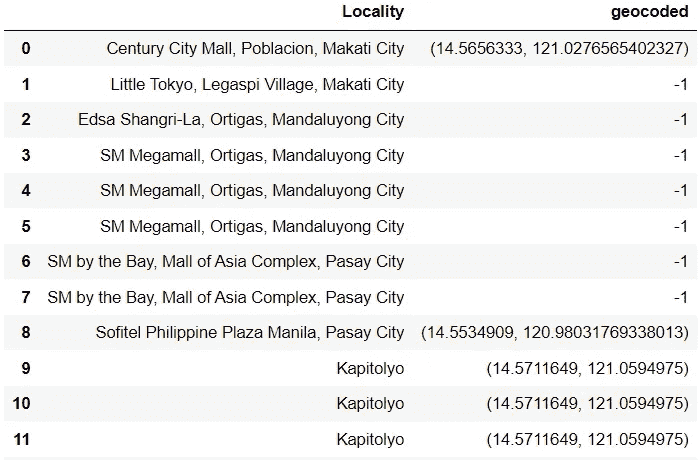 Locality geocoded
0 Century City Mall, Poblacion, Makati City (14.5656333, 121.0276565402327)
1 Little Tokyo, Legaspi Village, Makati City -1
2 Edsa Shangri-La, Ortigas, Mandaluyong City -1
3 SM Megamall, Ortigas, Mandaluyong City -1
4 SM Megamall, Ortigas, Mandaluyong City -1
5 SM Megamall, Ortigas, Mandaluyong City -1
6 SM by the Bay, Mall of Asia Complex, Pasay City -1
7 SM by the Bay, Mall of Asia Complex, Pasay City -1
8 Sofitel Philippine Plaza Manila, Pasay City (14.5534909, 120.98031769338013)
9 Kapitolyo (14.5711649, 121.0594975)
10 Kapitolyo (14.5711649, 121.0594975)
11 Kapitolyo (14.5711649, 121.0594975)